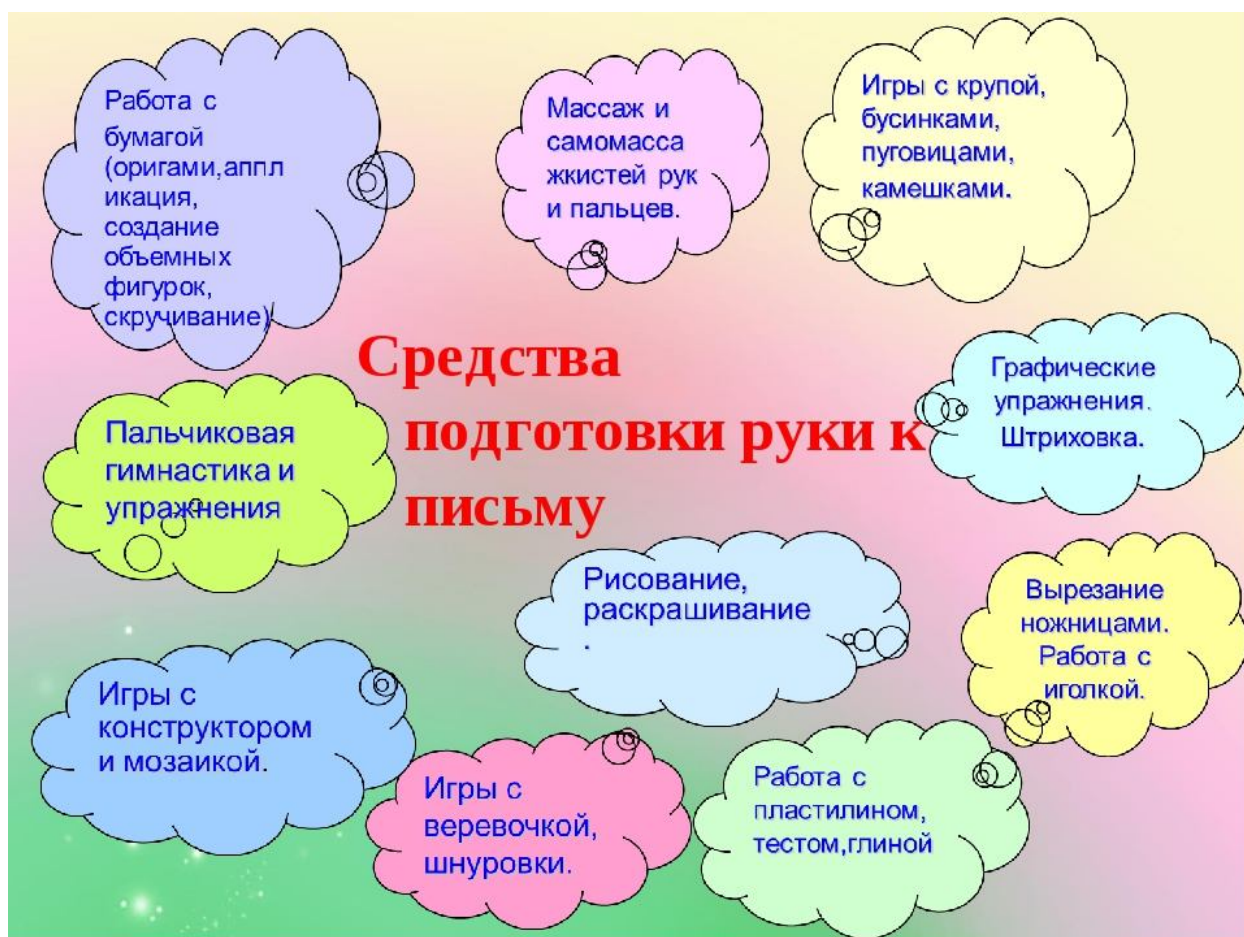 Работа с
бумагой
(оригами,аппл
икация,
создание
объемных
фигурок,
скручивание)
Массаж и
самомасса
жкистей рук
и пальцев.
Игры с крупой,
бусинками,
пуговицами,
камешками.
Средства
подготовки руки к
письму
Графические
упражнения.
Штриховка.
Пальчиковая
гимнастика и
упражнения
Рисование,
раскрашивание
.
Вырезание
ножницами.
Работа с
иголкой.
Игры с
конструктором
и мозаикой.
Игры с
веревочкой,
шнуровки.
Работа с
пластилином,
тестом,глиной